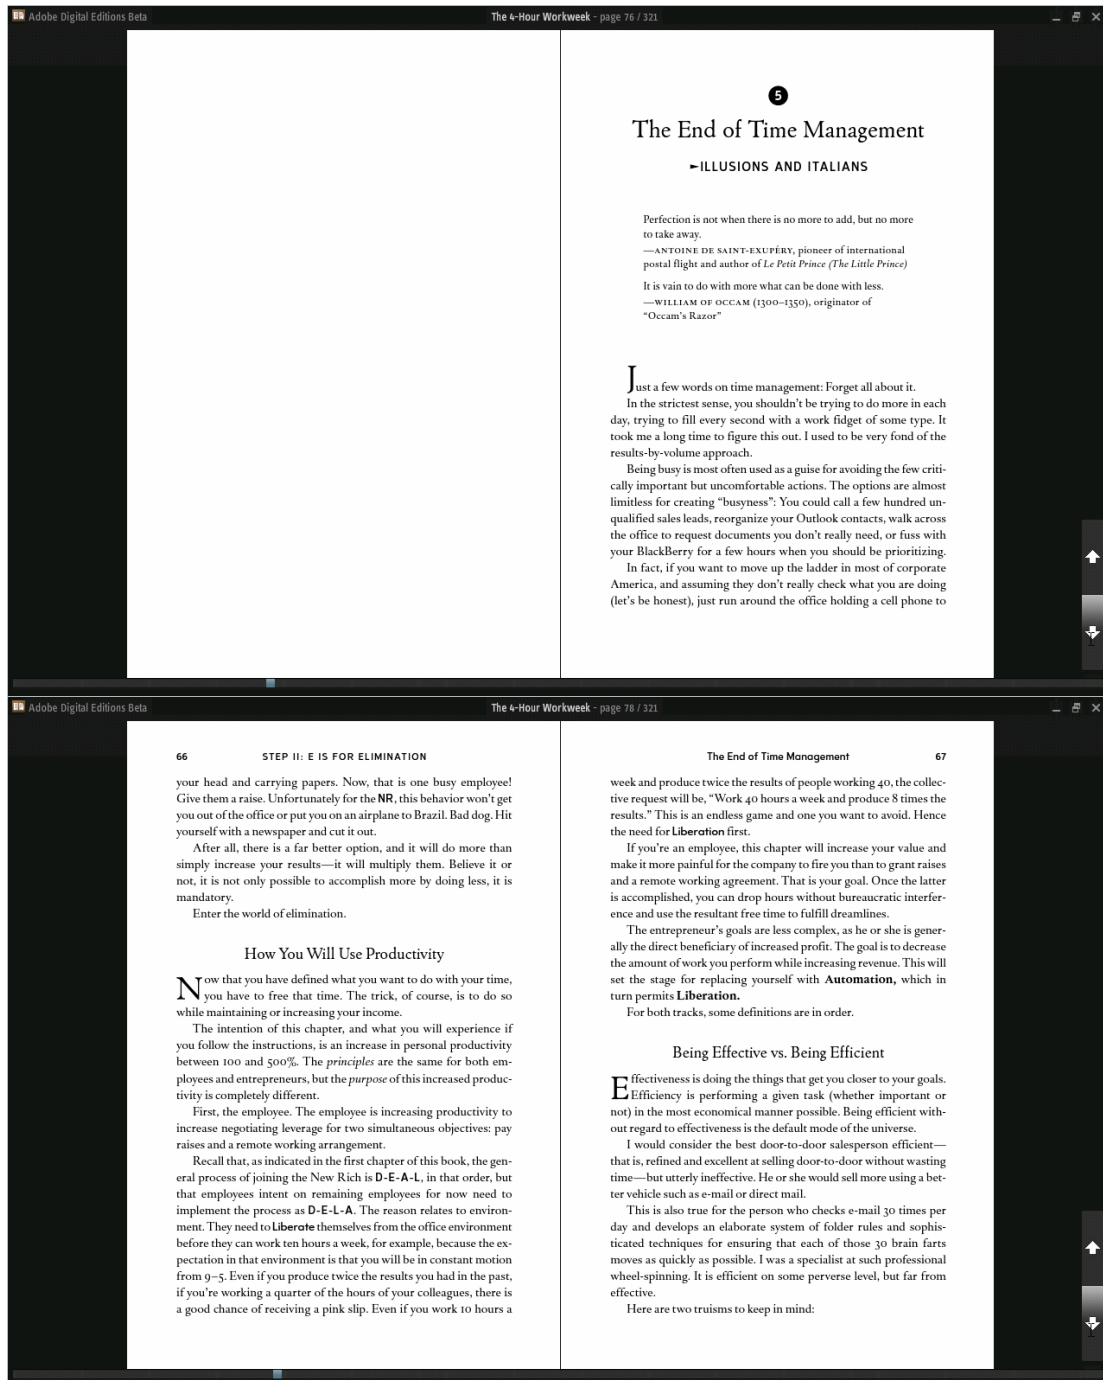 Adobe Digital Editions Beta
The 4-Hour Workweek - page 76 / 321
5
The End of Time Management
►ILLUSIONS AND ITALIANS
Perfection is not when there is no more to add, but no more
to take away.
—ANTOINE DE SAINT-EXUPÉRY, pioneer of international
postal flight and author of Le Petit Prince (The Little Prince)
It is vain to do with more what can be done with less.
—WILLIAM OF OCCAM (1300–1350), originator of
“Occam’s Razor”
Just a few words on time management: Forget all about it.
In the strictest sense, you shouldn’t be trying to do more in each
day, trying to fill every second with a work fidget of some type. It
took me a long time to figure this out. I used to be very fond of the
results-by-volume approach.
Being busy is most often used as a guise for avoiding the few criti-
cally important but uncomfortable actions. The options are almost
limitless for creating “busyness”: You could call a few hundred un-
qualified sales leads, reorganize your Outlook contacts, walk across
the office to request documents you don’t really need, or fuss with
your BlackBerry for a few hours when you should be prioritizing.
In fact, if you want to move up the ladder in most of corporate
America, and assuming they don’t really check what you are doing
(let’s be honest), just run around the office holding a cell phone to
Adobe Digital Editions Beta
The 4-Hour Workweek - page 78 / 321
66 STEP II: E IS FOR ELIMINATION
your head and carrying papers. Now, that is one busy employee!
Give them a raise. Unfortunately for the NR, this behavior won’t get
you out of the office or put you on an airplane to Brazil. Bad dog. Hit
yourself with a newspaper and cut it out.
After all, there is a far better option, and it will do more than
simply increase your results—it will multiply them. Believe it or
not, it is not only possible to accomplish more by doing less, it is
mandatory.
Enter the world of elimination.
How You Will Use Productivity
Now that you have defined what you want to do with your time,
you have to free that time. The trick, of course, is to do so
while maintaining or increasing your income.
The intention of this chapter, and what you will experience if
you follow the instructions, is an increase in personal productivity
between 100 and 500%. The principles are the same for both em-
ployees and entrepreneurs, but the purpose of this increased produc-
tivity is completely different.
First, the employee. The employee is increasing productivity to
increase negotiating leverage for two simultaneous objectives: pay
raises and a remote working arrangement.
Recall that, as indicated in the first chapter of this book, the gen-
eral process of joining the New Rich is D-E-A-L, in that order, but
that employees intent on remaining employees for now need to
implement the process as D-E-L-A. The reason relates to environ-
ment. They need to Liberate themselves from the office environment
before they can work ten hours a week, for example, because the ex-
pectation in that environment is that you will be in constant motion
from 9–5. Even if you produce twice the results you had in the past,
if you’re working a quarter of the hours of your colleagues, there is
a good chance of receiving a pink slip. Even if you work 10 hours a
The End of Time Management 67
week and produce twice the results of people working 40, the collec-
tive request will be, “Work 40 hours a week and produce 8 times the
results.” This is an endless game and one you want to avoid. Hence
the need for Liberation first.
If you’re an employee, this chapter will increase your value and
make it more painful for the company to fire you than to grant raises
and a remote working agreement. That is your goal. Once the latter
is accomplished, you can drop hours without bureaucratic interfer-
ence and use the resultant free time to fulfill dreamlines.
The entrepreneur’s goals are less complex, as he or she is gener-
ally the direct beneficiary of increased profit. The goal is to decrease
the amount of work you perform while increasing revenue. This will
set the stage for replacing yourself with Automation, which in
turn permits Liberation.
For both tracks, some definitions are in order.
Being Effective vs. Being Efficient
Effectiveness is doing the things that get you closer to your goals.
Efficiency is performing a given task (whether important or
not) in the most economical manner possible. Being efficient with-
out regard to effectiveness is the default mode of the universe.
I would consider the best door-to-door salesperson efficient—
that is, refined and excellent at selling door-to-door without wasting
time—but utterly ineffective. He or she would sell more using a bet-
ter vehicle such as e-mail or direct mail.
This is also true for the person who checks e-mail 30 times per
day and develops an elaborate system of folder rules and sophis-
ticated techniques for ensuring that each of those 30 brain farts
moves as quickly as possible. I was a specialist at such professional
wheel-spinning. It is efficient on some perverse level, but far from
effective.
Here are two truisms to keep in mind: